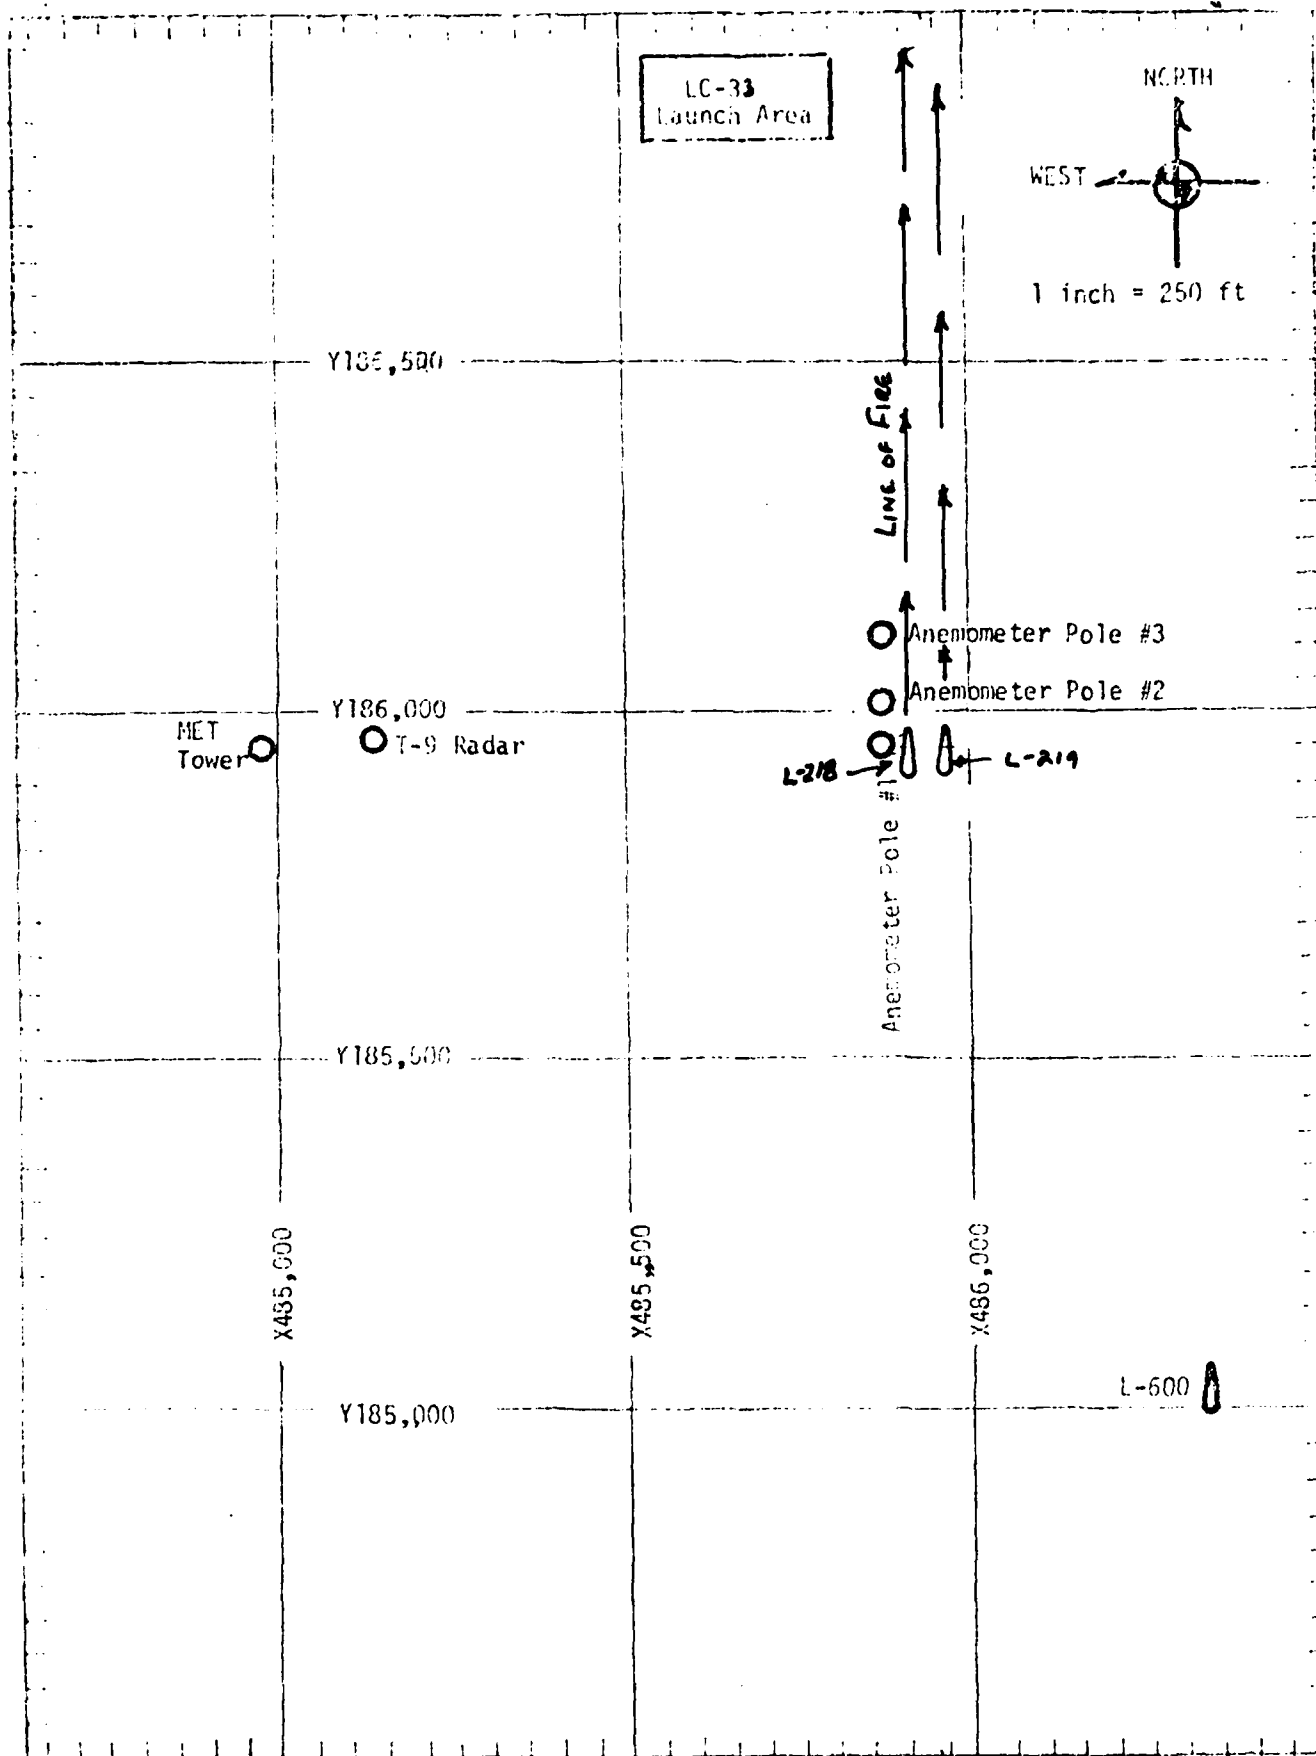 LC-33
Launch Area
NORTH
WEST
1 inch = 250 ft
Y186,500
LINE OF FIRE
Anemometer Pole #3
Anemometer Pole #2
Y186,000
MET
Tower
T-9 Radar
L-218
L-219
Anemometer Pole #1
Y185,500
X485,000
X485,500
X486,000
L-600
Y185,000